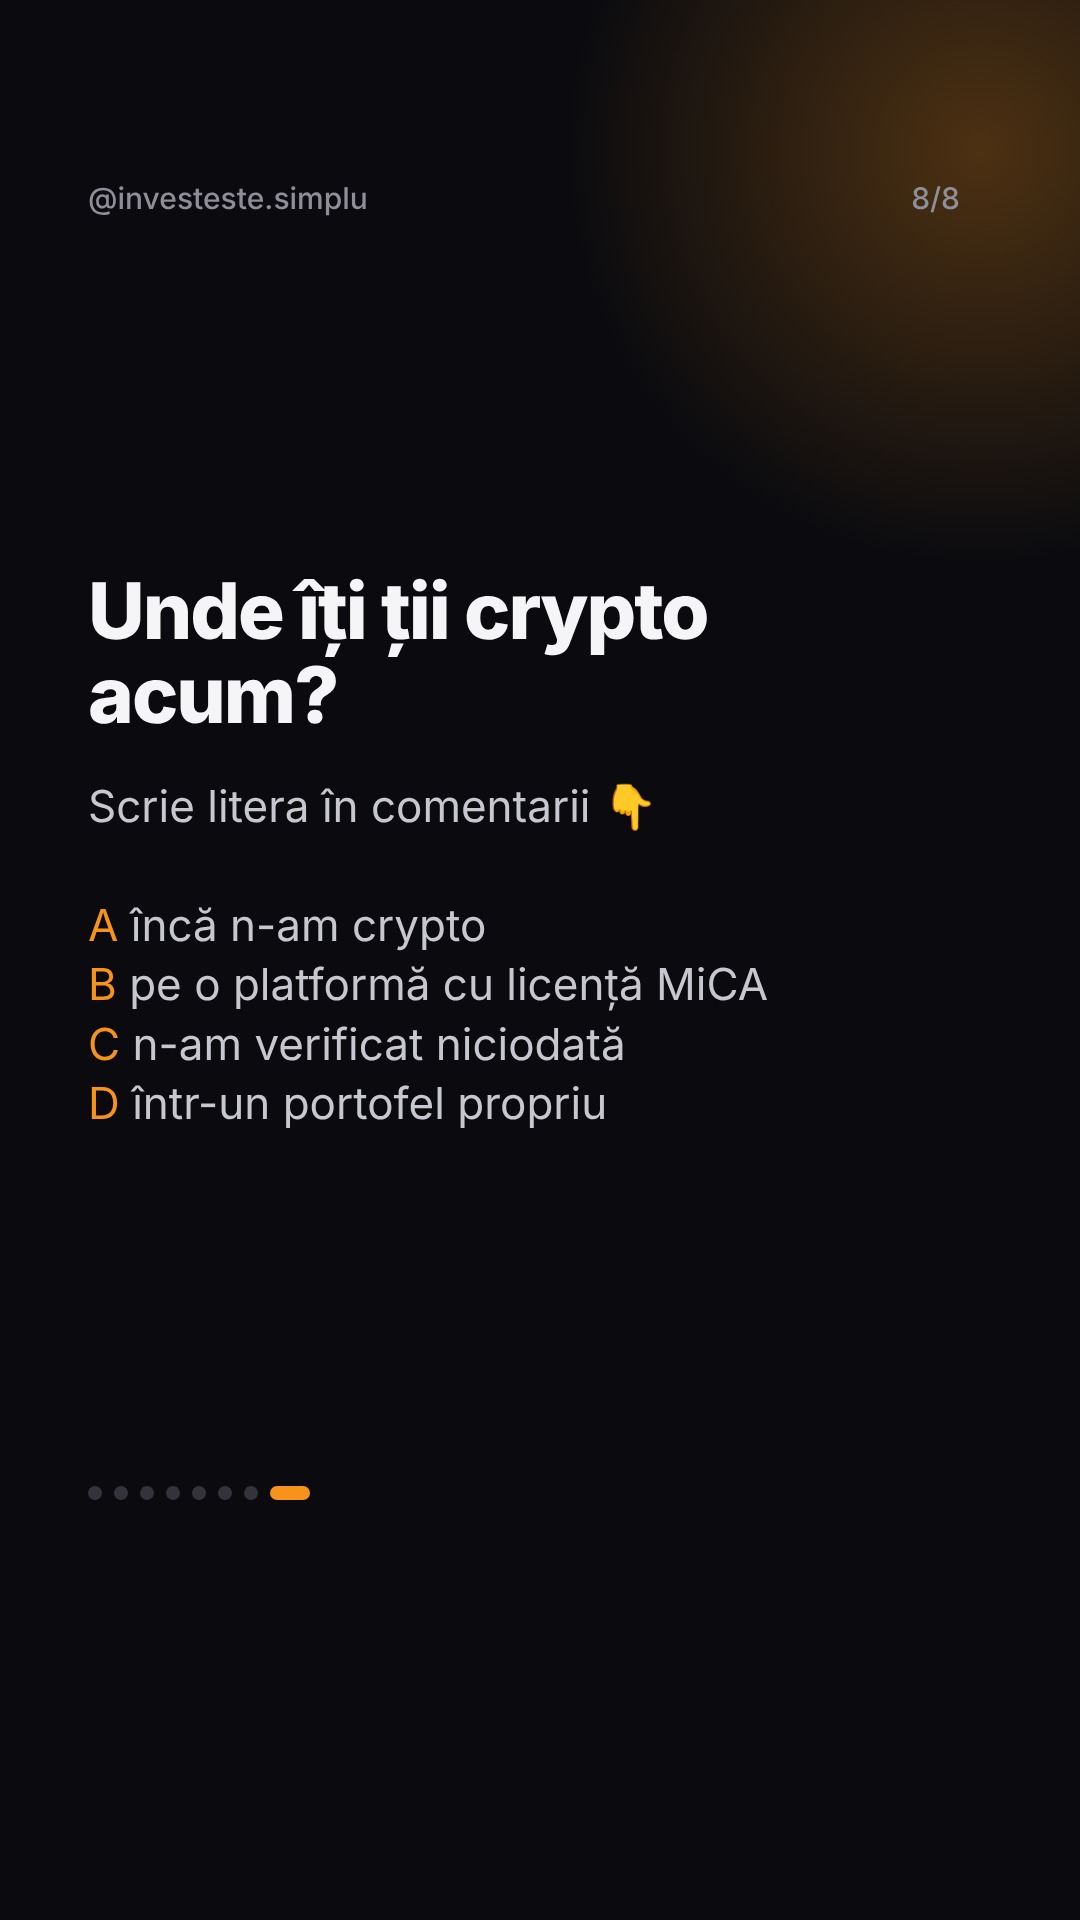 @investeste.simplu
8/8
Unde îți ții crypto
acum?
Scrie litera în comentarii 👇
A încă n-am crypto
B pe o platformă cu licență MiCA
C n-am verificat niciodată
D într-un portofel propriu